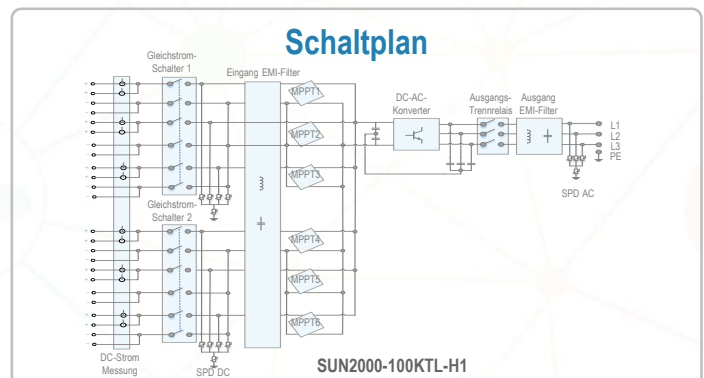 Schaltplan
Gleichstrom-
Schalter 1
Eingang EMI-Filter
MPPT1
MPPT2
MPPT3
DC-AC-
Konverter
Ausgangs-
Trennrelais
Ausgang
EMI-Filter
L1
L2
L3
PE
SPD AC
Gleichstrom-
Schalter 2
MPPT4
MPPT5
MPPT6
DC-Strom
Messung
SPD DC
SUN2000-100KTL-H1